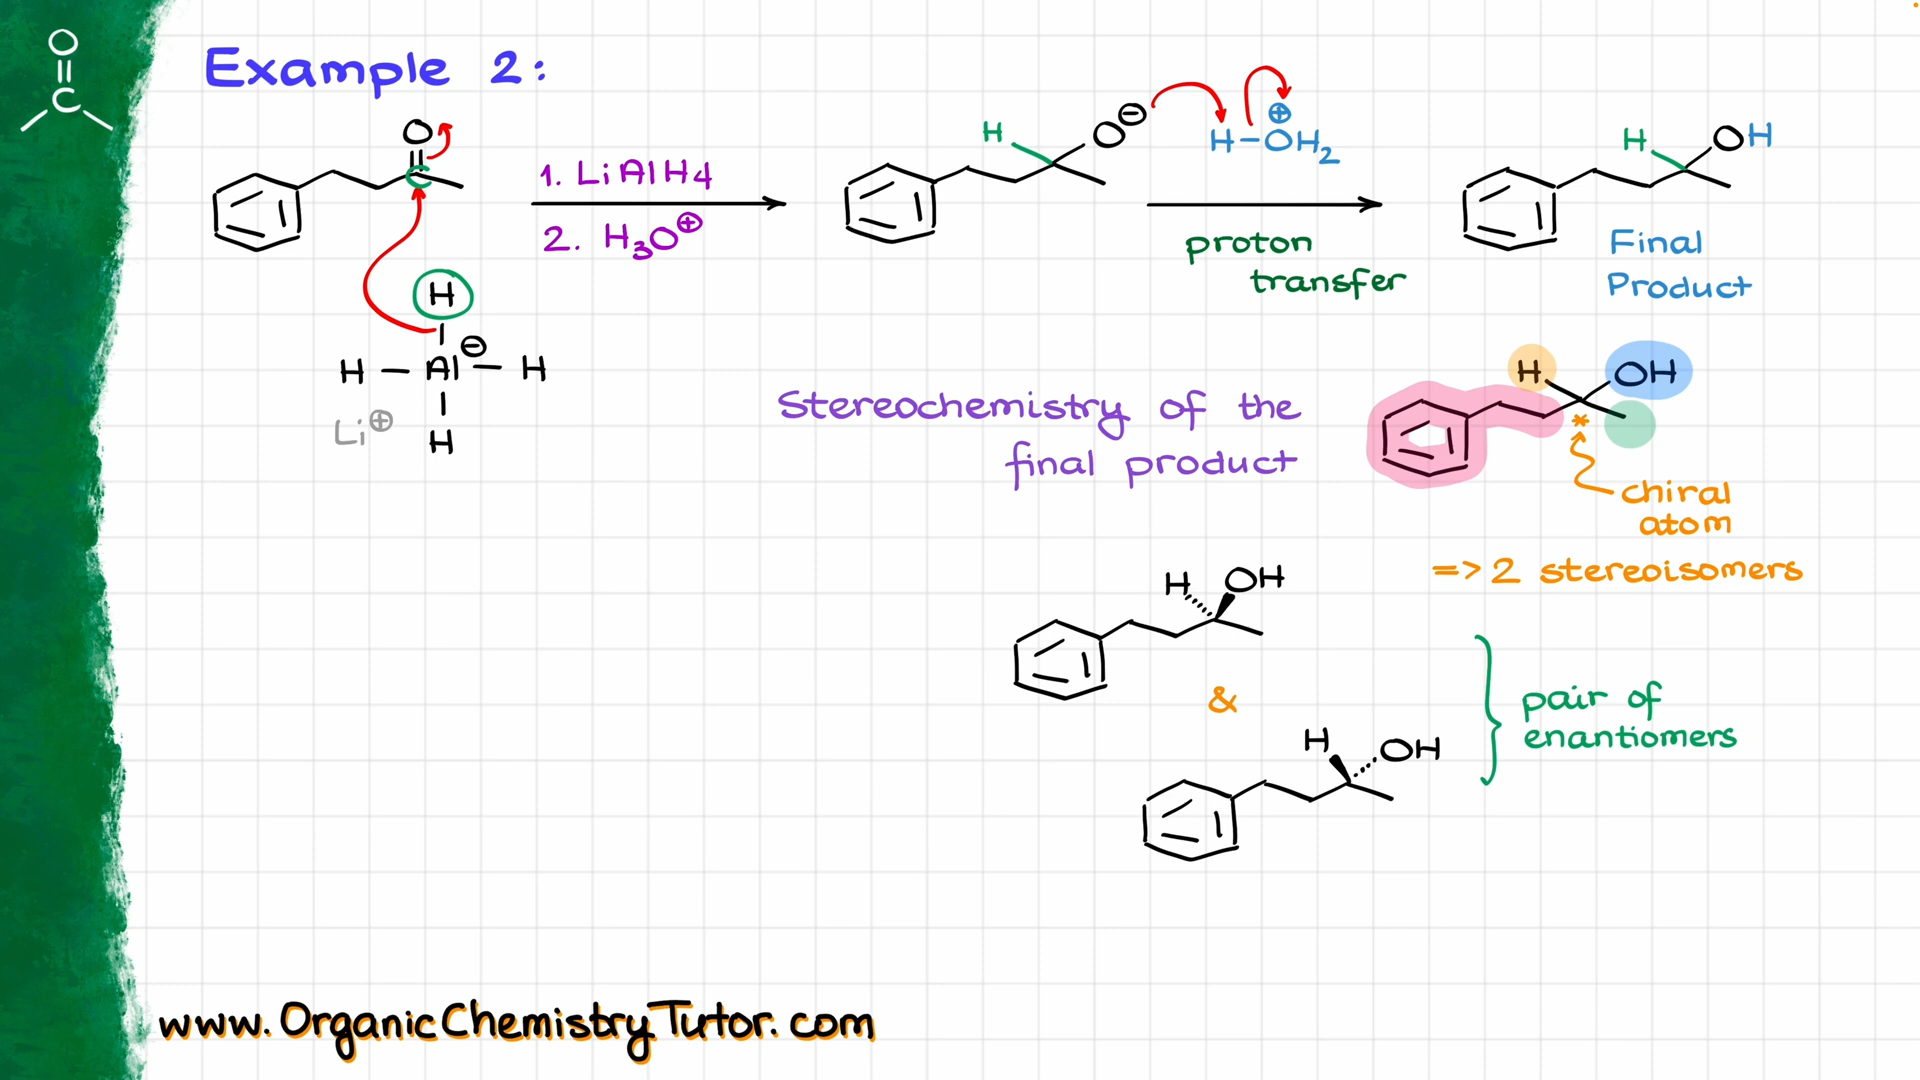 O
C
Example 2:
O
C
1. LiAlH4
2. H3O⊕
H
H – Al⊖ – H
Li⊕
H
H O⊖
H–O⊕H2
proton
transfer
H OH
Final
Product
Stereochemistry of the
final product
H OH
*
chiral
atom
=> 2 stereoisomers
H OH
&
H OH
pair of
enantiomers
www.OrganicChemistryTutor.com